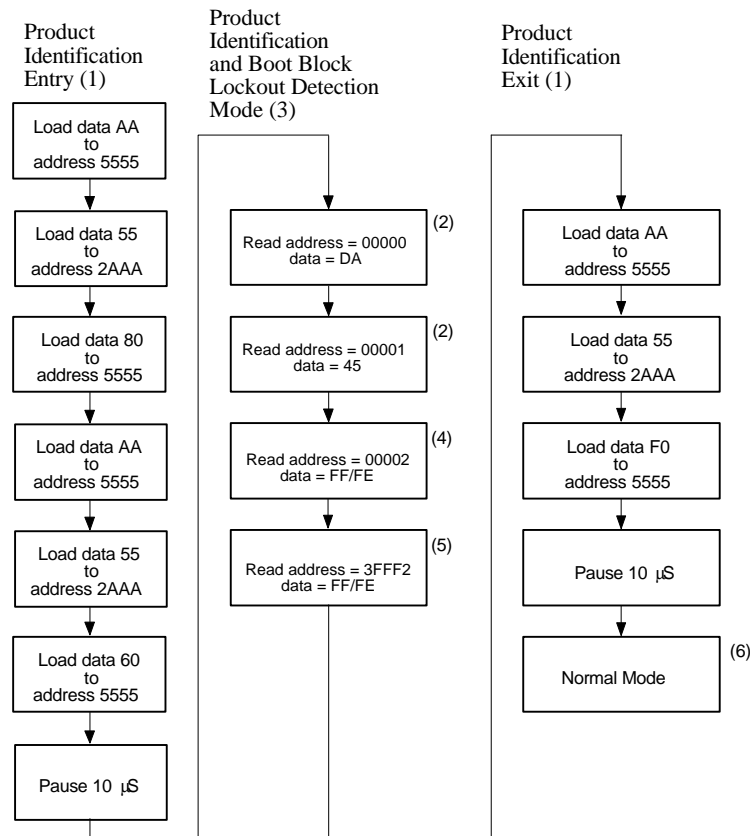 Product
Identification
Entry (1)
Load data AA
to
address 5555
Load data 55
to
address 2AAA
Load data 80
to
address 5555
Load data AA
to
address 5555
Load data 55
to
address 2AAA
Load data 60
to
address 5555
Pause 10 µS
Product
Identification
and Boot Block
Lockout Detection
Mode (3)
Read address = 00000
data = DA
(2)
Read address = 00001
data = 45
(2)
Read address = 00002
data = FF/FE
(4)
Read address = 3FFF2
data = FF/FE
(5)
Product
Identification
Exit (1)
Load data AA
to
address 5555
Load data 55
to
address 2AAA
Load data F0
to
address 5555
Pause 10 µS
Normal Mode
(6)